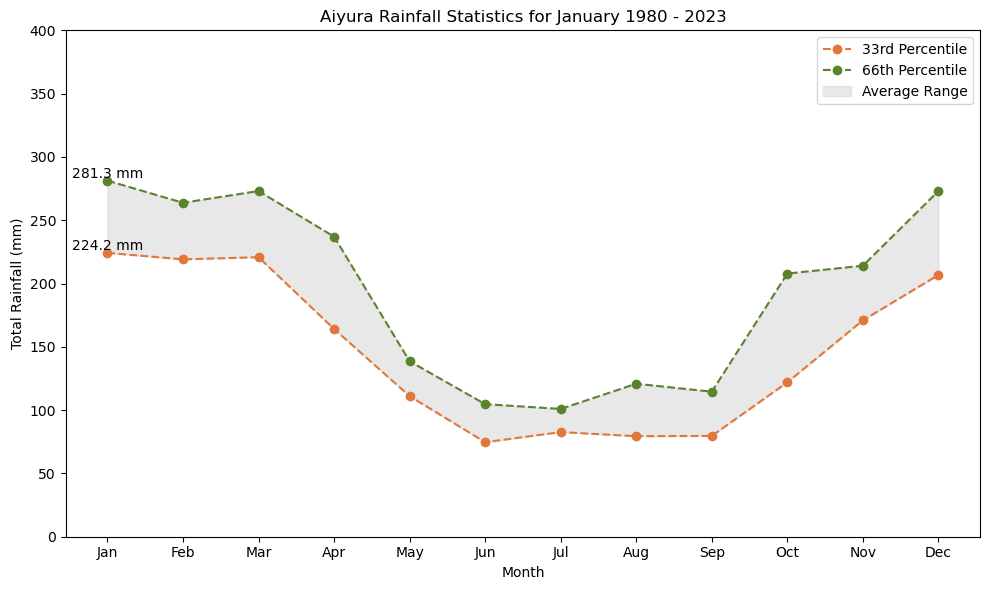 Aiyura Rainfall Statistics for January 1980 - 2023
400
350
300
250
200
150
100
50
0
Total Rainfall (mm)
281.3 mm
224.2 mm
33rd Percentile
66th Percentile
Average Range
Jan Feb Mar Apr May Jun Jul Aug Sep Oct Nov Dec
Month